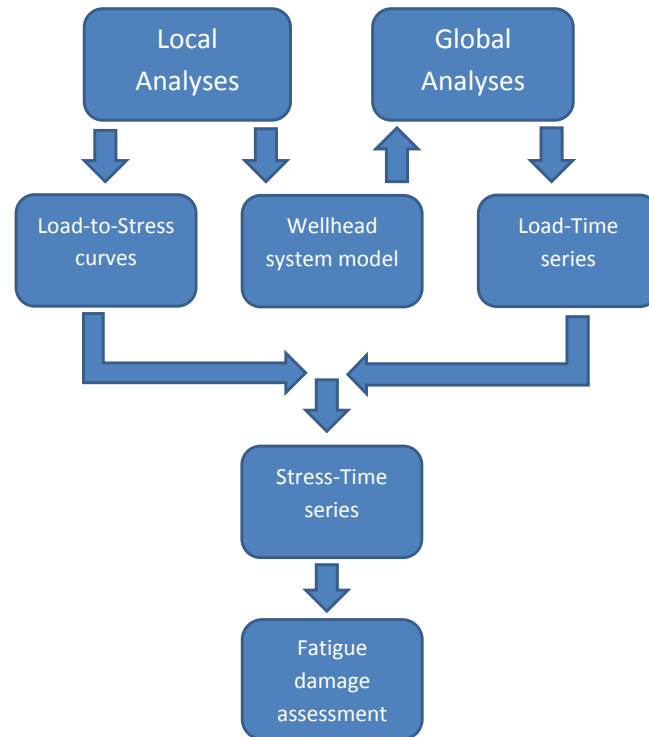 Local
Analyses
Global
Analyses
Load-to-Stress
curves
Wellhead
system model
Load-Time
series
Stress-Time
series
Fatigue
damage
assessment